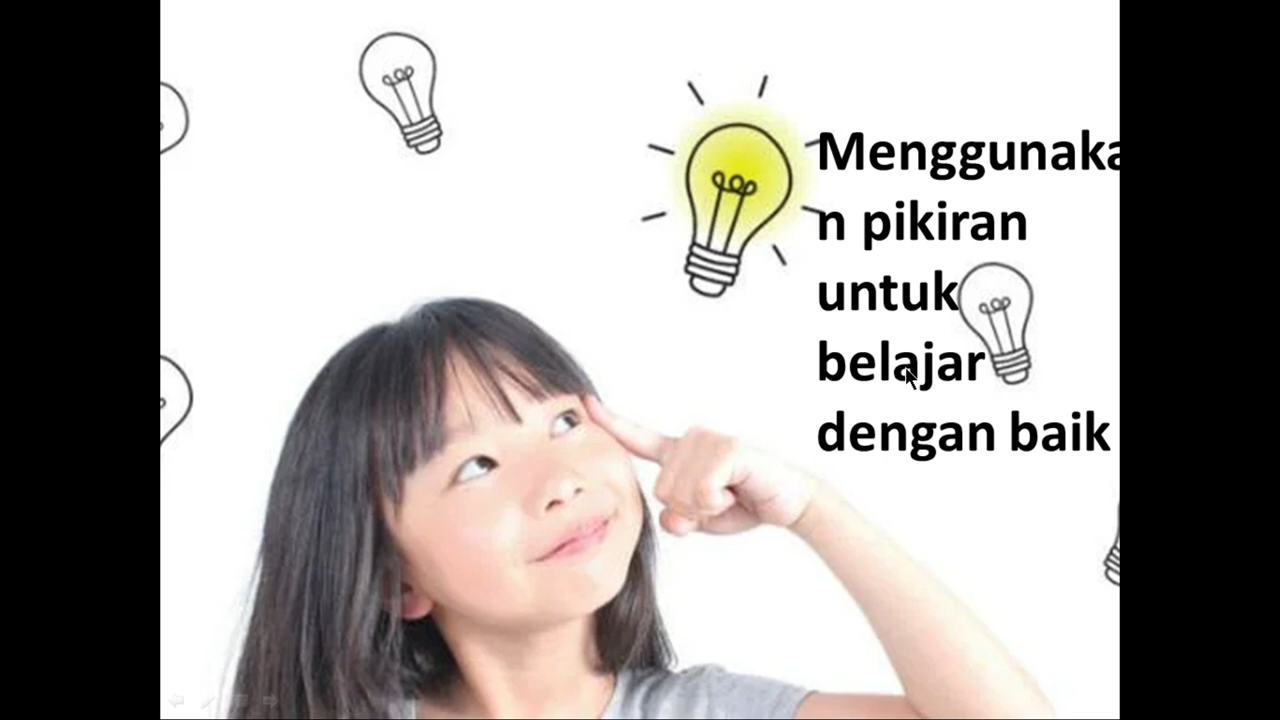 Menggunaka
n pikiran
untuk
belajar
dengan baik